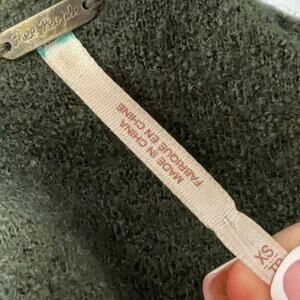 Free People
MADE IN CHINA
FABRIQUE EN CHINE
XS